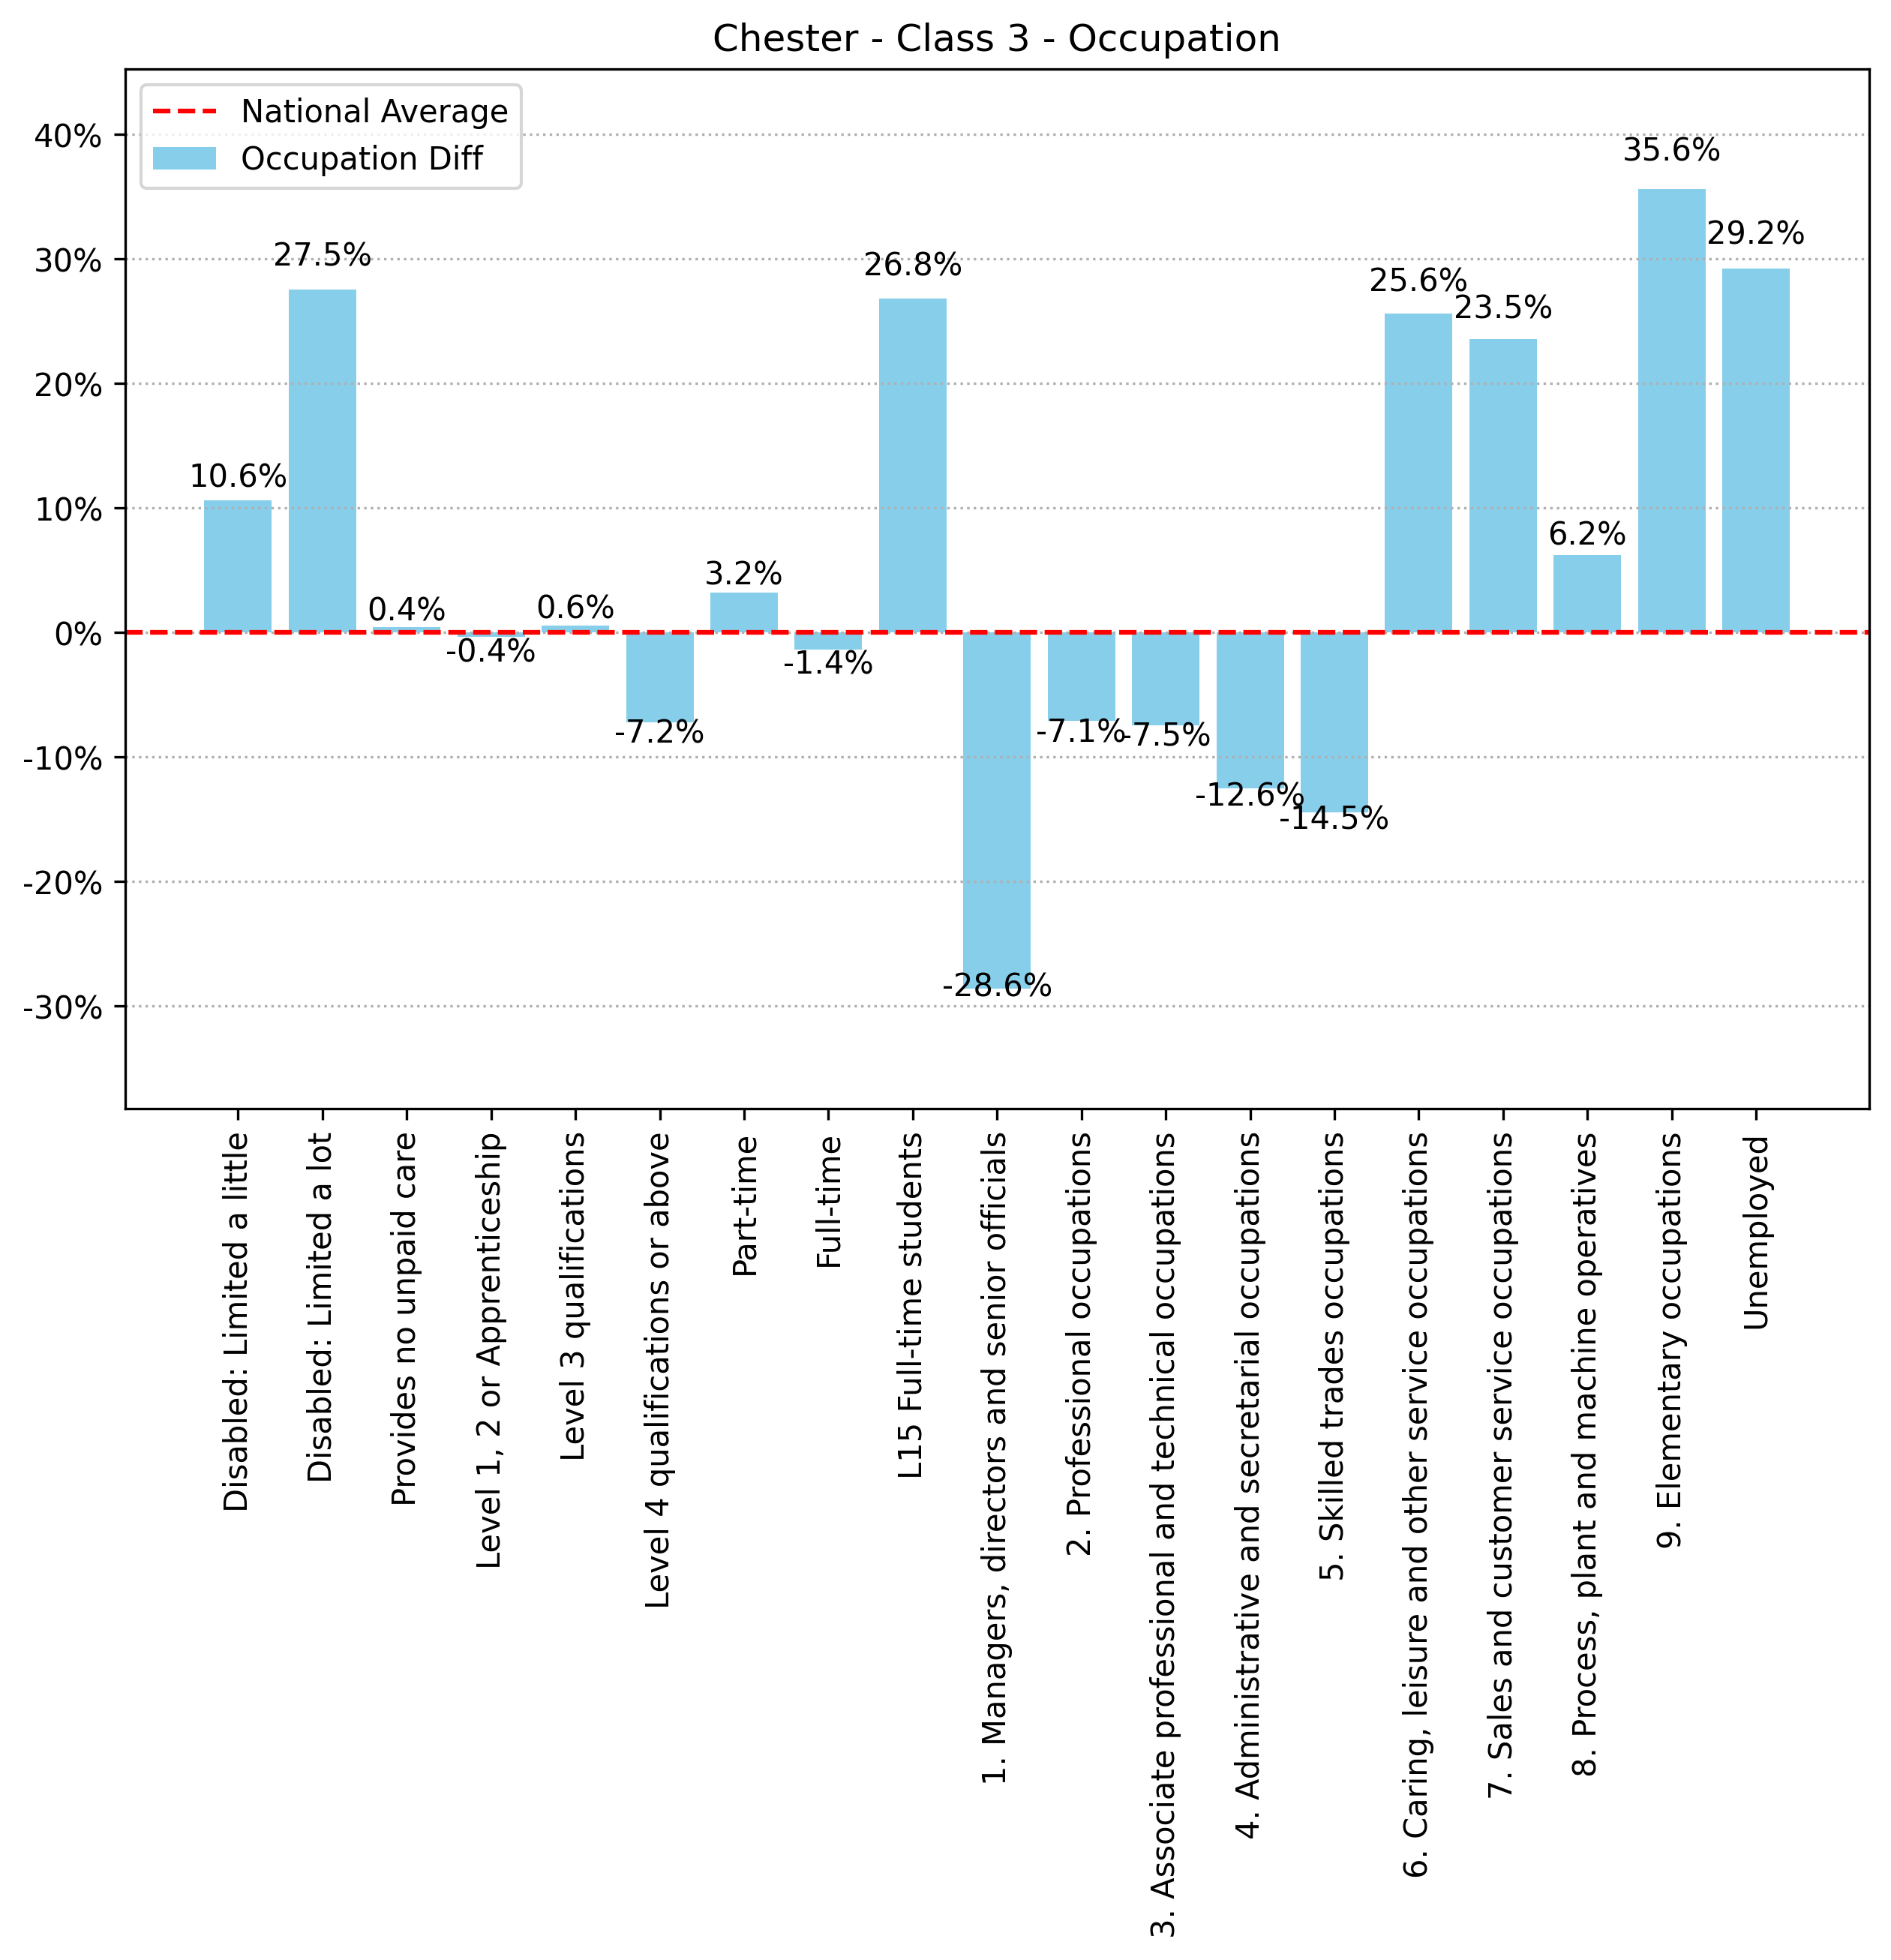 Chester - Class 3 - Occupation
National Average
Occupation Diff
40%
30%
20%
10%
0%
-10%
-20%
-30%
10.6%
27.5%
0.4%
-0.4%
0.6%
-7.2%
3.2%
-1.4%
26.8%
-28.6%
-7.1%
-7.5%
-12.6%
-14.5%
25.6%
23.5%
6.2%
35.6%
29.2%
Disabled: Limited a little
Disabled: Limited a lot
Provides no unpaid care
Level 1, 2 or Apprenticeship
Level 3 qualifications
Level 4 qualifications or above
Part-time
Full-time
L15 Full-time students
1. Managers, directors and senior officials
2. Professional occupations
3. Associate professional and technical occupations
4. Administrative and secretarial occupations
5. Skilled trades occupations
6. Caring, leisure and other service occupations
7. Sales and customer service occupations
8. Process, plant and machine operatives
9. Elementary occupations
Unemployed